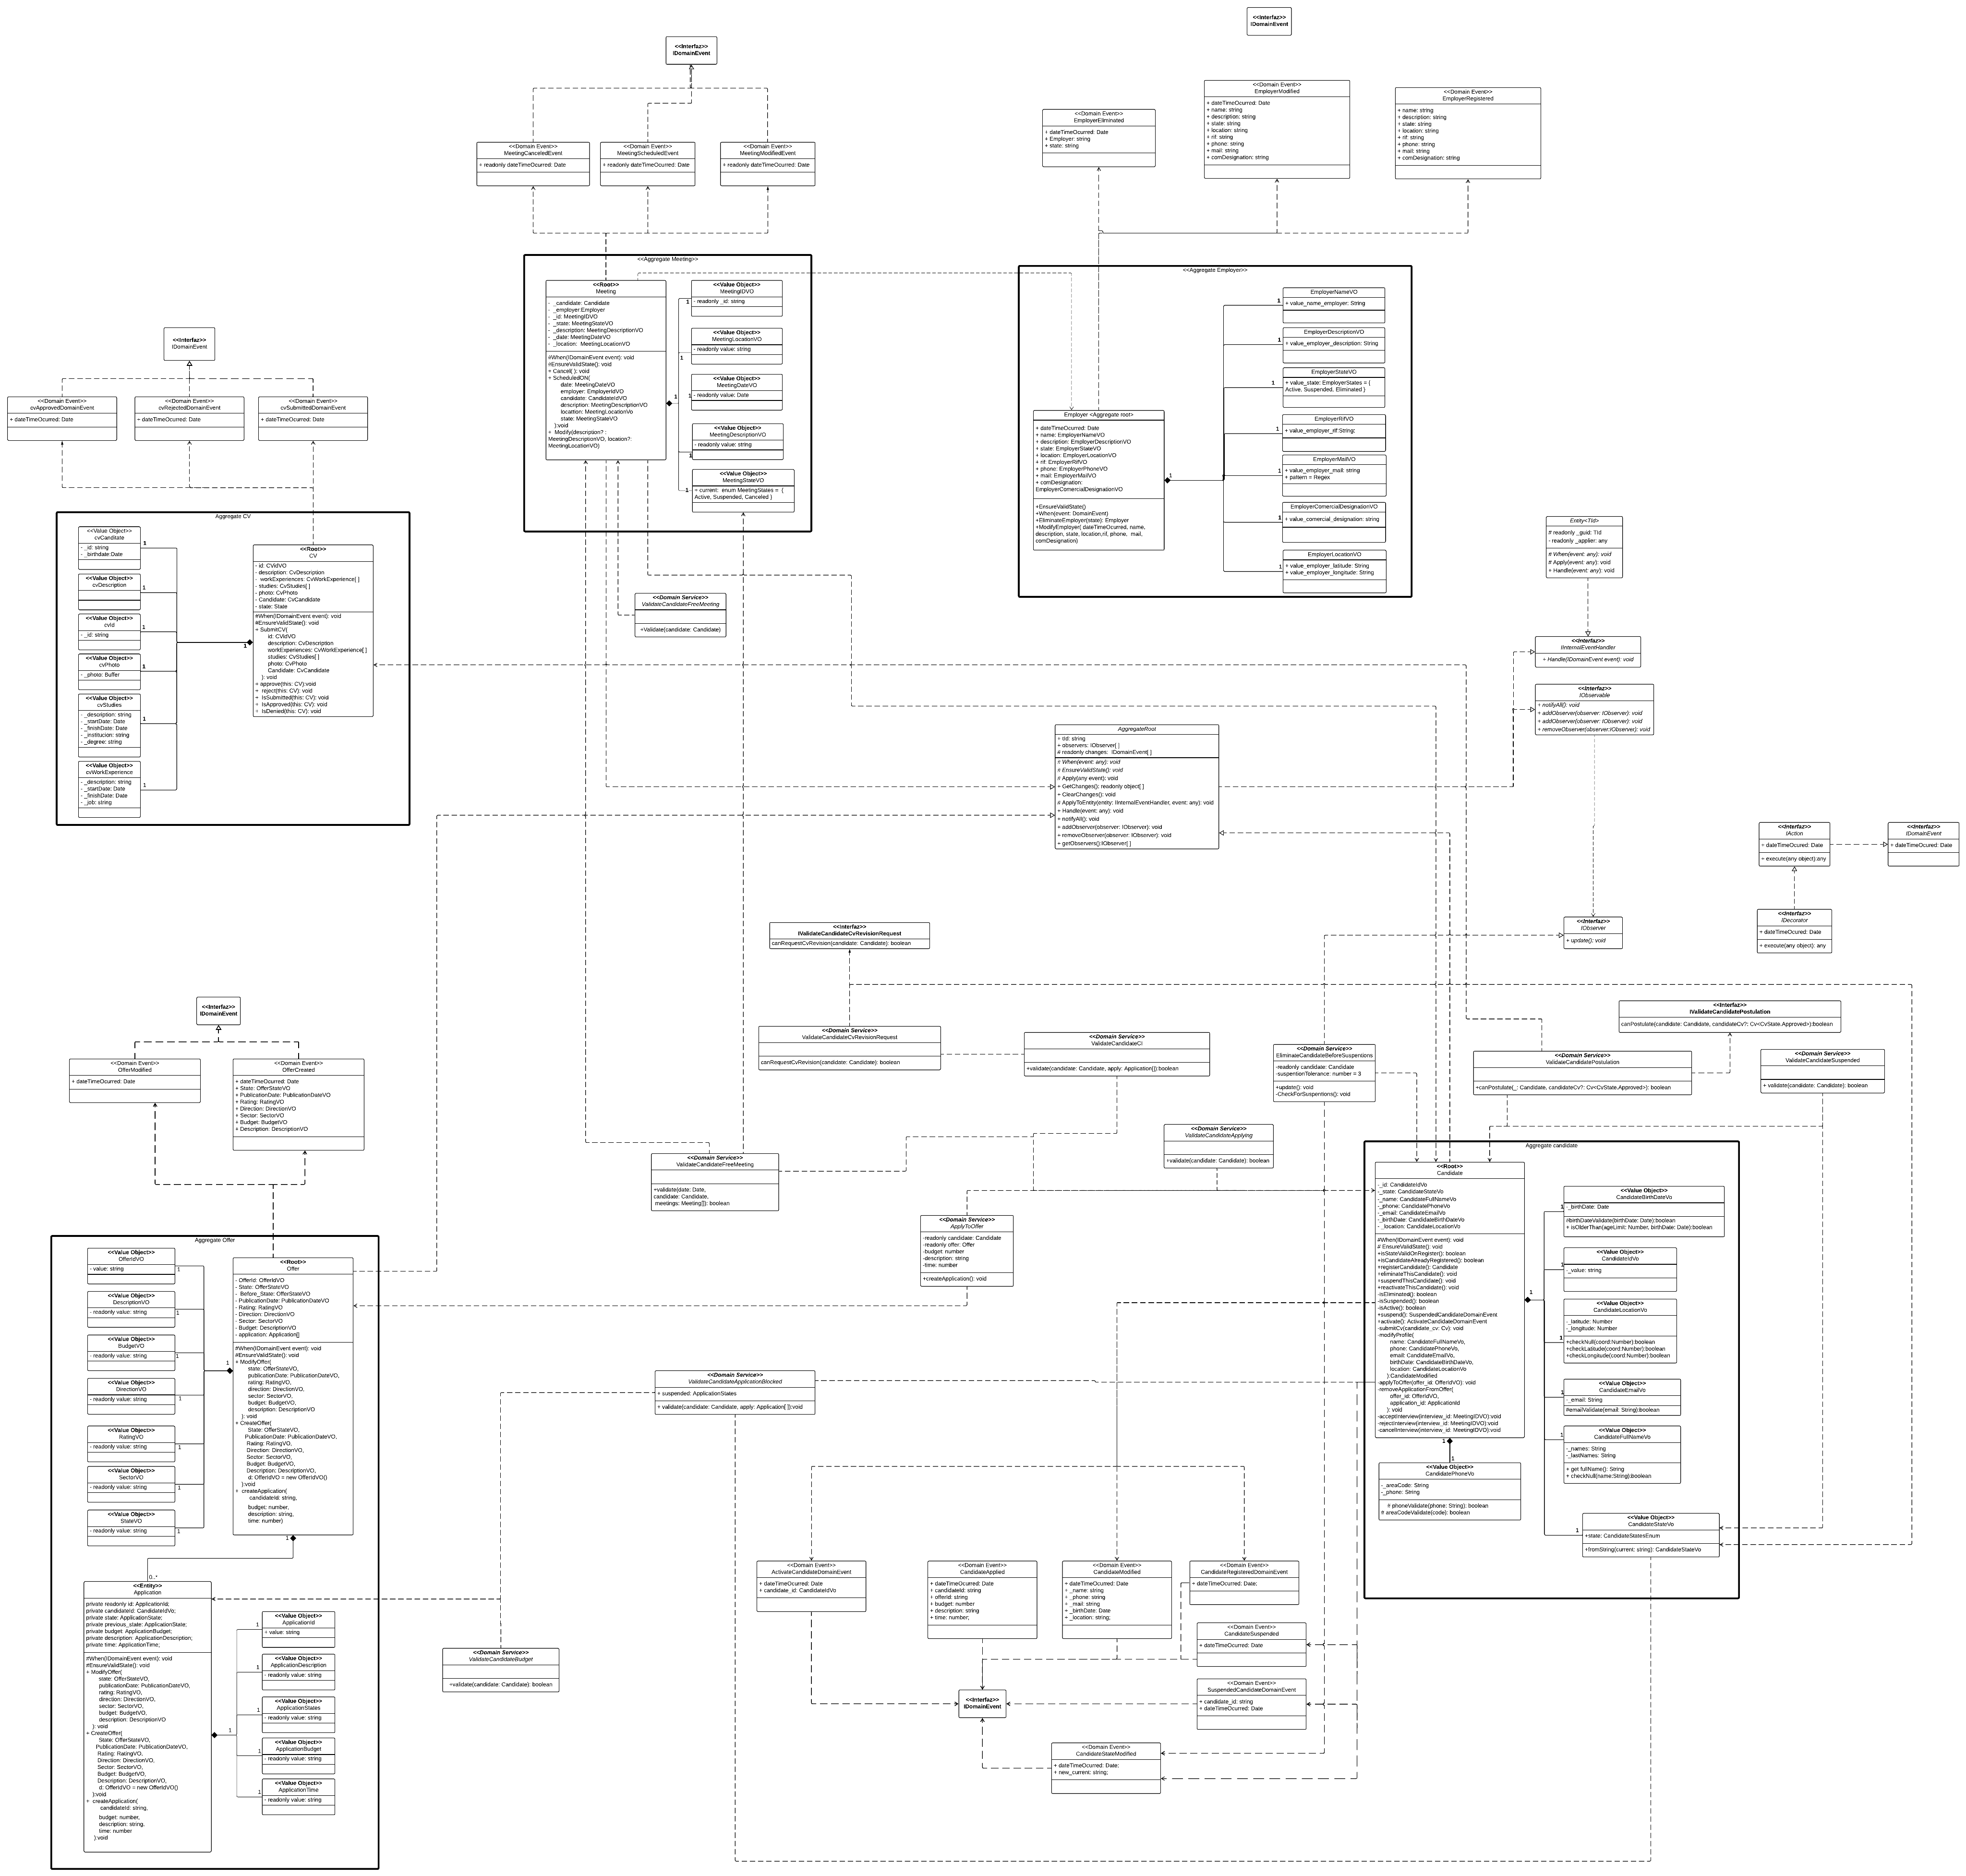 <<Interfaz>>
IDomainEvent
<<Interfaz>>
IDomainEvent
<<Domain Event>>
MeetingCanceledEvent
+ readonly dateTimeOcurred: Date
<<Domain Event>>
MeetingScheduledEvent
+ readonly dateTimeOcurred: Date
<<Domain Event>>
MeetingModifiedEvent
+ readonly dateTimeOcurred: Date
<<Domain Event>>
EmployerEliminated
+ dateTimeOcurred: Date
+ Employer: string
+ state: string
<<Domain Event>>
EmployerModified
+ dateTimeOcurred: Date
+ name: string
+ description: string
+ state: string
+ location: string
+ rif: string
+ phone: string
+ mail: string
+ comDesignation: string
<<Domain Event>>
EmployerRegistered
+ name: string
+ description: string
+ state: string
+ location: string
+ rif: string
+ phone: string
+ mail: string
+ comDesignation: string
<<Aggregate Meeting>>
<<Root>>
Meeting
- _candidate: Candidate
- _employer:Employer
- _id: MeetingIDVO
- _state: MeetingStateVO
- _description: MeetingDescriptionVO
- _date: MeetingDateVO
- _location: MeetingLocationVO
#When(IDomainEvent event): void
#EnsureValidState(): void
+ Cancel( ): void
+ ScheduledON(
date: MeetingDateVO
employer: EmployerIdVO
candidate: CandidateIDVO
description: MeetingDescriptionVO
locattion: MeetingLocationVo
state: MeetingStateVO
):void
+ Modify(description? :
MeetingDescriptionVO, location?:
MeetingLocationVO)
<<Value Object>>
MeetingIDVO
- readonly _id: string
<<Value Object>>
MeetingLocationVO
- readonly value: string
<<Value Object>>
MeetingDateVO
- readonly value: Date
<<Value Object>>
MeetingDescriptionVO
- readonly value: string
<<Value Object>>
MeetingStateVO
+ current: enum MeetingStates = {
Active, Suspended, Canceled }
1
1
1
1
1
1
<<Aggregate Employer>>
Employer <Aggregate root>
+ dateTimeOcurred: Date
+ name: EmployerNameVO
+ description: EmployerDescriptionVO
+ state: EmployerStateVO
+ location: EmployerLocationVO
+ rif: EmployerRifVO
+ phone: EmployerPhoneVO
+ mail: EmployerMailVO
+ comDesignation:
EmployerComercialDesignationVO
+EnsureValidState()
+When(event: DomainEvent)
+EliminateEmployer(state): Employer
+ModifyEmployer( dateTimeOcurred, name,
description, state, location,rif, phone, mail,
comDesignation)
1
EmployerNameVO
+ value_name_employer: String
1
EmployerDescriptionVO
+ value_employer_description: String
1
EmployerStateVO
+ value_state: EmployerStates = {
Active, Suspended, Eliminated }
1
EmployerRifVO
+ value_employer_rif:String;
1
EmployerMailVO
+ value_employer_mail: string
+ pattern = Regex
1
EmployerComercialDesignationVO
+ value_comercial_designation: string
1
EmployerLocationVO
+ value_employer_latitude: String
+ value_employer_longitude: String
1
<<Interfaz>>
IDomainEvent
<<Domain Event>>
cvApprovedDomainEvent
+ dateTimeOcurred: Date
<<Domain Event>>
cvRejectedDomainEvent
+ dateTimeOcurred: Date
<<Domain Event>>
cvSubmittedDomainEvent
+ dateTimeOcurred: Date
Aggregate CV
<<Value Object>>
cvCanditate
- _id: string
- _birthdate:Date
1
<<Value Object>>
cvDescription
1
<<Value Object>>
cvId
- _id: string
1
<<Value Object>>
cvPhoto
- _photo: Buffer
1
<<Value Object>>
cvStudies
- _description: string
- _startDate: Date
- _finishDate: Date
- _institucion: string
- _degree: string
1
<<Value Object>>
cvWorkExperience
- _description: string
- _startDate: Date
- _finishDate: Date
- _job: string
1
1
<<Root>>
CV
- id: CVidVO
- description: CvDescription
- workExperiences: CvWorkExperience[ ]
- studies: CvStudies[ ]
- photo: CvPhoto
- Candidate: CvCandidate
- state: State
#When(IDomainEvent event): void
#EnsureValidState(): void
+ SubmitCV(
id: CVidVO
description: CvDescription
workExperiences: CvWorkExperience[ ]
studies: CvStudies[ ]
photo: CvPhoto
Candidate: CvCandidate
): void
+ approve(this: CV):void
+ reject(this: CV): void
+ IsSubmitted(this: CV): void
+ IsApproved(this: CV): void
+ IsDenied(this: CV): void
<<Domain Service>>
ValidateCandidateFreeMeeting
+Validate(candidate: Candidate)
Entity<TId>
# readonly _guid: TId
- readonly _applier: any
# When(event: any): void
# Apply(event: any): void
+ Handle(event: any): void
<<Interfaz>>
IInternalEventHandler
+ Handle(IDomainEvent event): void
<<Interfaz>>
IObservable
+ notifyAll(): void
+ addObserver(observer: IObserver): void
+ addObserver(observer: IObserver): void
+ removeObserver(observer:IObserver): void
AggregateRoot
+ tId: string
+ observers: IObserver[ ]
# readonly changes: IDomainEvent[ ]
# When(event: any): void
# EnsureValidState(): void
# Apply(any event): void
+ GetChanges(): readonly object[ ]
+ ClearChanges(): void
# ApplyToEntity(entity: IInternalEventHandler, event: any): void
+ Handle(event: any): void
+ notifyAll(): void
+ addObserver(observer: IObserver): void
+ removeObserver(observer: IObserver): void
+ getObservers():IObserver[ ]
<<Interfaz>>
IAction
+ dateTimeOcured: Date
+ execute(any object):any
<<Interfaz>>
IDomainEvent
+ dateTimeOcured: Date
<<Interfaz>>
IDecorator
+ dateTimeOcured: Date
+ execute(any object): any
<<Interfaz>>
IObserver
+ update(): void
<<Interfaz>>
IValidateCandidateCvRevisionRequest
canRequestCvRevision(candidate: Candidate): boolean
<<Domain Service>>
ValidateCandidateCvRevisionRequest
canRequestCvRevision(candidate: Candidate): boolean
<<Domain Service>>
ValidateCandidateCI
+validate(candidate: Candidate, apply: Application[]):boolean
<<Domain Service>>
EliminateCandidateBeforeSuspentions
-readonly candidate: Candidate
-suspentionTolerance: number = 3
+update(): void
-CheckForSuspentions(): void
<<Interfaz>>
IValidateCandidatePostulation
canPostulate(candidate: Candidate, candidateCv?: Cv<CvState.Approved>):boolean
<<Domain Service>>
ValidateCandidatePostulation
+canPostulate(_: Candidate, candidateCv?: Cv<CvState.Approved>): boolean
<<Domain Service>>
ValidateCandidateSuspended
+ validate(candidate: Candidate): boolean
<<Domain Service>>
ValidateCandidateApplying
+validate(candidate: Candidate): boolean
<<Domain Service>>
ValidateCandidateFreeMeeting
+validate(date: Date,
candidate: Candidate,
meetings: Meeting[]): boolean
<<Domain Service>>
ApplyToOffer
-readonly candidate: Candidate
-readonly offer: Offer
-budget: number
-description: string
-time: number
+createApplication(): void
<<Interfaz>>
IDomainEvent
<<Domain Event>>
OfferModified
+ dateTimeOcurred: Date
<<Domain Event>>
OfferCreated
+ dateTimeOcurred: Date
+ State: OfferStateVO
+ PublicationDate: PublicationDateVO
+ Rating: RatingVO
+ Direction: DirectionVO
+ Sector: SectorVO
+ Budget: BudgetVO
+ Description: DescriptionVO
Aggregate Offer
<<Value Object>>
OfferIdVO
- value: string
1
<<Value Object>>
DescriptionVO
- readonly value: string
1
<<Value Object>>
BudgetVO
- readonly value: string
1
<<Value Object>>
DirectionVO
- readonly value: string
1
<<Value Object>>
RatingVO
- readonly value: string
1
<<Value Object>>
SectorVO
- readonly value: string
1
<<Value Object>>
StateVO
- readonly value: string
1
1
<<Root>>
Offer
- OfferId: OfferIdVO
- State: OfferStateVO
- Before_State: OfferStateVO
- PublicationDate: PublicationDateVO
- Rating: RatingVO
- Direction: DirectionVO
- Sector: SectorVO
- Budget: DescriptionVO
- application: Application[]
#When(IDomainEvent event): void
#EnsureValidState(): void
+ ModifyOffer(
state: OfferStateVO,
publicationDate: PublicationDateVO,
rating: RatingVO,
direction: DirectionVO,
sector: SectorVO,
budget: BudgetVO,
description: DescriptionVO
): void
+ CreateOffer(
State: OfferStateVO,
PublicationDate: PublicationDateVO,
Rating: RatingVO,
Direction: DirectionVO,
Sector: SectorVO,
Budget: BudgetVO,
Description: DescriptionVO,
d: OfferIdVO = new OfferIdVO()
):void
+ createApplication(
candidateId: string,
budget: number,
description: string,
time: number)
1
0..*
<<Entity>>
Application
private readonly id: ApplicationId;
private candidateId: CandidateIdVo;
private state: ApplicationState;
private previous_state: ApplicationState;
private budget: ApplicationBudget;
private description: ApplicationDescription;
private time: ApplicationTime;
#When(IDomainEvent event): void
#EnsureValidState(): void
+ ModifyOffer(
state: OfferStateVO,
publicationDate: PublicationDateVO,
rating: RatingVO,
direction: DirectionVO,
sector: SectorVO,
budget: BudgetVO,
description: DescriptionVO
): void
+ CreateOffer(
State: OfferStateVO,
PublicationDate: PublicationDateVO,
Rating: RatingVO,
Direction: DirectionVO,
Sector: SectorVO,
Budget: BudgetVO,
Description: DescriptionVO,
d: OfferIdVO = new OfferIdVO()
):void
+ createApplication(
candidateId: string,
budget: number,
description: string,
time: number
):void
1
<<Value Object>>
ApplicationId
+ value: string
1
<<Value Object>>
ApplicationDescription
- readonly value: string
1
<<Value Object>>
ApplicationStates
- readonly value: string
1
<<Value Object>>
ApplicationBudget
- readonly value: string
1
<<Value Object>>
ApplicationTime
- readonly value: string
1
<<Domain Service>>
ValidateCandidateApplicationBlocked
+ suspended: ApplicationStates
+ validate(candidate: Candidate, apply: Application[ ]):void
<<Domain Service>>
ValidateCandidateBudget
+validate(candidate: Candidate): boolean
Aggregate candidate
<<Root>>
Candidate
-_id: CandidateIdVo
-_state: CandidateStateVo
-_name: CandidateFullNameVo
-_phone: CandidatePhoneVo
-_email: CandidateEmailVo
-_birthDate: CandidateBirthDateVo
-_location: CandidateLocationVo
#When(IDomainEvent event): void
# EnsureValidState(): void
+isStateValidOnRegister(): boolean
+isCandidateAlreadyRegistered(): boolean
+registerCandidate(): Candidate
+eliminateThisCandidate(): void
+suspendThisCandidate(): void
+reactivateThisCandidate(): void
-isEliminated(): boolean
-isSuspended(): boolean
-isActive(): boolean
+suspend(): SuspendedCandidateDomainEvent
+activate(): ActivateCandidateDomainEvent
-submitCv(candidate_cv: Cv): void
-modifyProfile(
name: CandidateFullNameVo,
phone: CandidatePhoneVo,
email: CandidateEmailVo,
birthDate: CandidateBirthDateVo,
location: CandidateLocationVo
):CandidateModified
-applyToOffer(offer_id: OfferIDVO): void
-removeApplicationFromOffer(
offer_id: OfferIDVO,
application_id: ApplicationId
): void
-acceptInterview(interview_id: MeetingIDVO):void
-rejectInterview(interview_id: MeetingIDVO):void
-cancelInterview(interview_id: MeetingIDVO):void
1
1
1
<<Value Object>>
CandidatePhoneVo
-_areaCode: String
-_phone: String
# phoneValidate(phone: String): boolean
# areaCodeValidate(code): boolean
<<Value Object>>
CandidateBirthDateVo
-_birthDate: Date
#birthDateValidate(birthDate: Date):boolean
+ isOlderThan(ageLimit: Number, birthDate: Date):boolean
1
<<Value Object>>
CandidateIdVo
-_value: string
1
<<Value Object>>
CandidateLocationVo
-_latitude: Number
-_longitude: Number
+checkNull(coord:Number):boolean
+checkLatitude(coord:Number):boolean
+checkLongitude(coord:Number):boolean
1
<<Value Object>>
CandidateEmailVo
-_email: String
#emailValidate(email: String):boolean
1
<<Value Object>>
CandidateFullNameVo
-_names: String
-_lastNames: String
+ get fullName(): String
+ checkNull(name:String):boolean
1
<<Value Object>>
CandidateStateVo
+state: CandidateStatesEnum
+fromString(current: string): CandidateStateVo
1
<<Domain Event>>
ActivateCandidateDomainEvent
+ dateTimeOcurred: Date
+ candidate_id: CandidateIdVo
<<Domain Event>>
CandidateApplied
+ dateTimeOcurred: Date
+ candidateId: string
+ offerId: string
+ budget: number
+ description: string
+ time: number;
<<Domain Event>>
CandidateModified
+ dateTimeOcurred: Date
+ _name: string
+ _phone: string
+ _mail: string
+ _birthDate: Date
+ _location: string;
<<Domain Event>>
CandidateRegisteredDomainEvent
+ dateTImeOcurred: Date;
<<Domain Event>>
CandidateSuspended
+ dateTimeOcurred: Date
<<Domain Event>>
SuspendedCandidateDomainEvent
+ candidate_id: string
+ dateTimeOcurred: Date
<<Interfaz>>
IDomainEvent
<<Domain Event>>
CandidateStateModified
+ dateTimeOcurred: Date;
+ new_current: string;